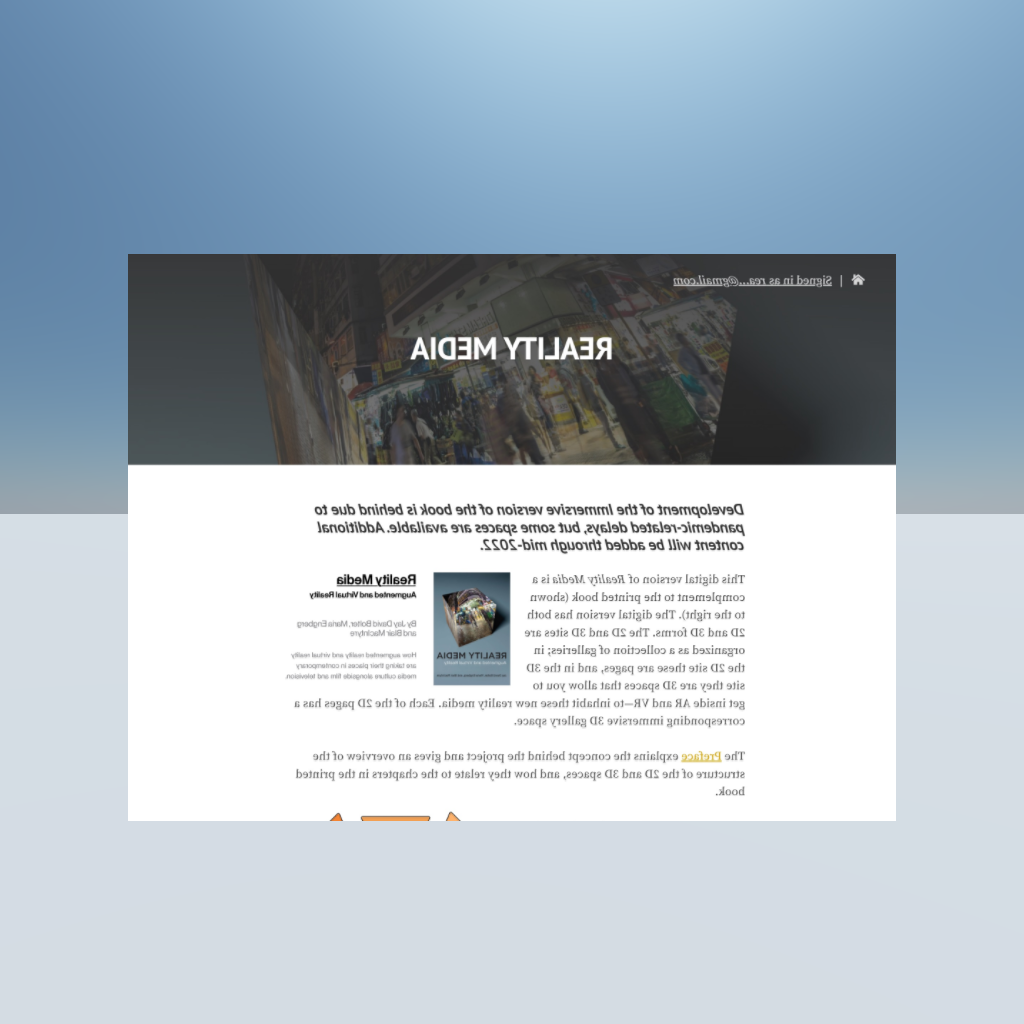 Signed in as rea...@gmail.com
REALITY MEDIA
Development of the Immersive version of the book is behind due to
pandemic-related delays, but some spaces are available. Additional
content will be added through mid-2022.
This digital version of Reality Media is a
complement to the printed book (shown
to the right). The digital version has both
2D and 3D forms. The 2D and 3D sites are
organized as a collection of galleries; in
the 2D site these are pages, and in the 3D
site they are 3D spaces that allow you to
get inside AR and VR—to inhabit these new reality media. Each of the 2D pages has a
corresponding immersive 3D gallery space.
REALITY MEDIA
Augmented and Virtual Reality
Reality Media
Augmented and Virtual Reality
By Jay David Bolter, Maria Engberg
and Blair MacIntyre
How augmented reality and virtual reality
are taking their places in contemporary
media culture alongside film and television.
The Preface explains the concept behind the project and gives an overview of the
structure of the 2D and 3D spaces, and how they relate to the chapters in the printed
book.